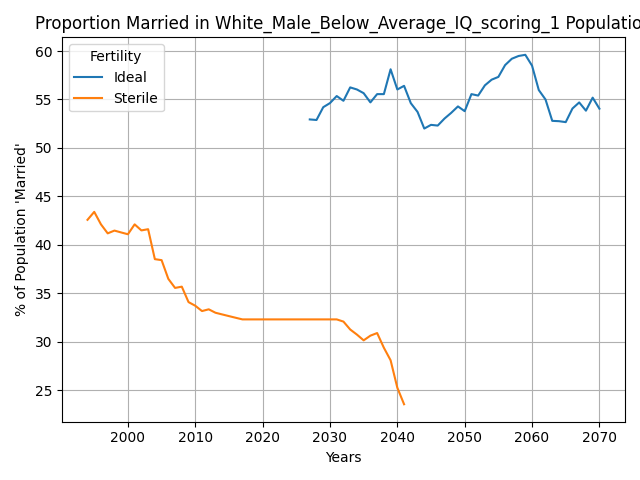 Proportion Married in White_Male_Below_Average_IQ_scoring_1 Populatio
Fertility
Ideal
Sterile
60
55
50
45
40
35
30
25
% of Population 'Married'
2000 2010 2020 2030 2040 2050 2060 2070
Years